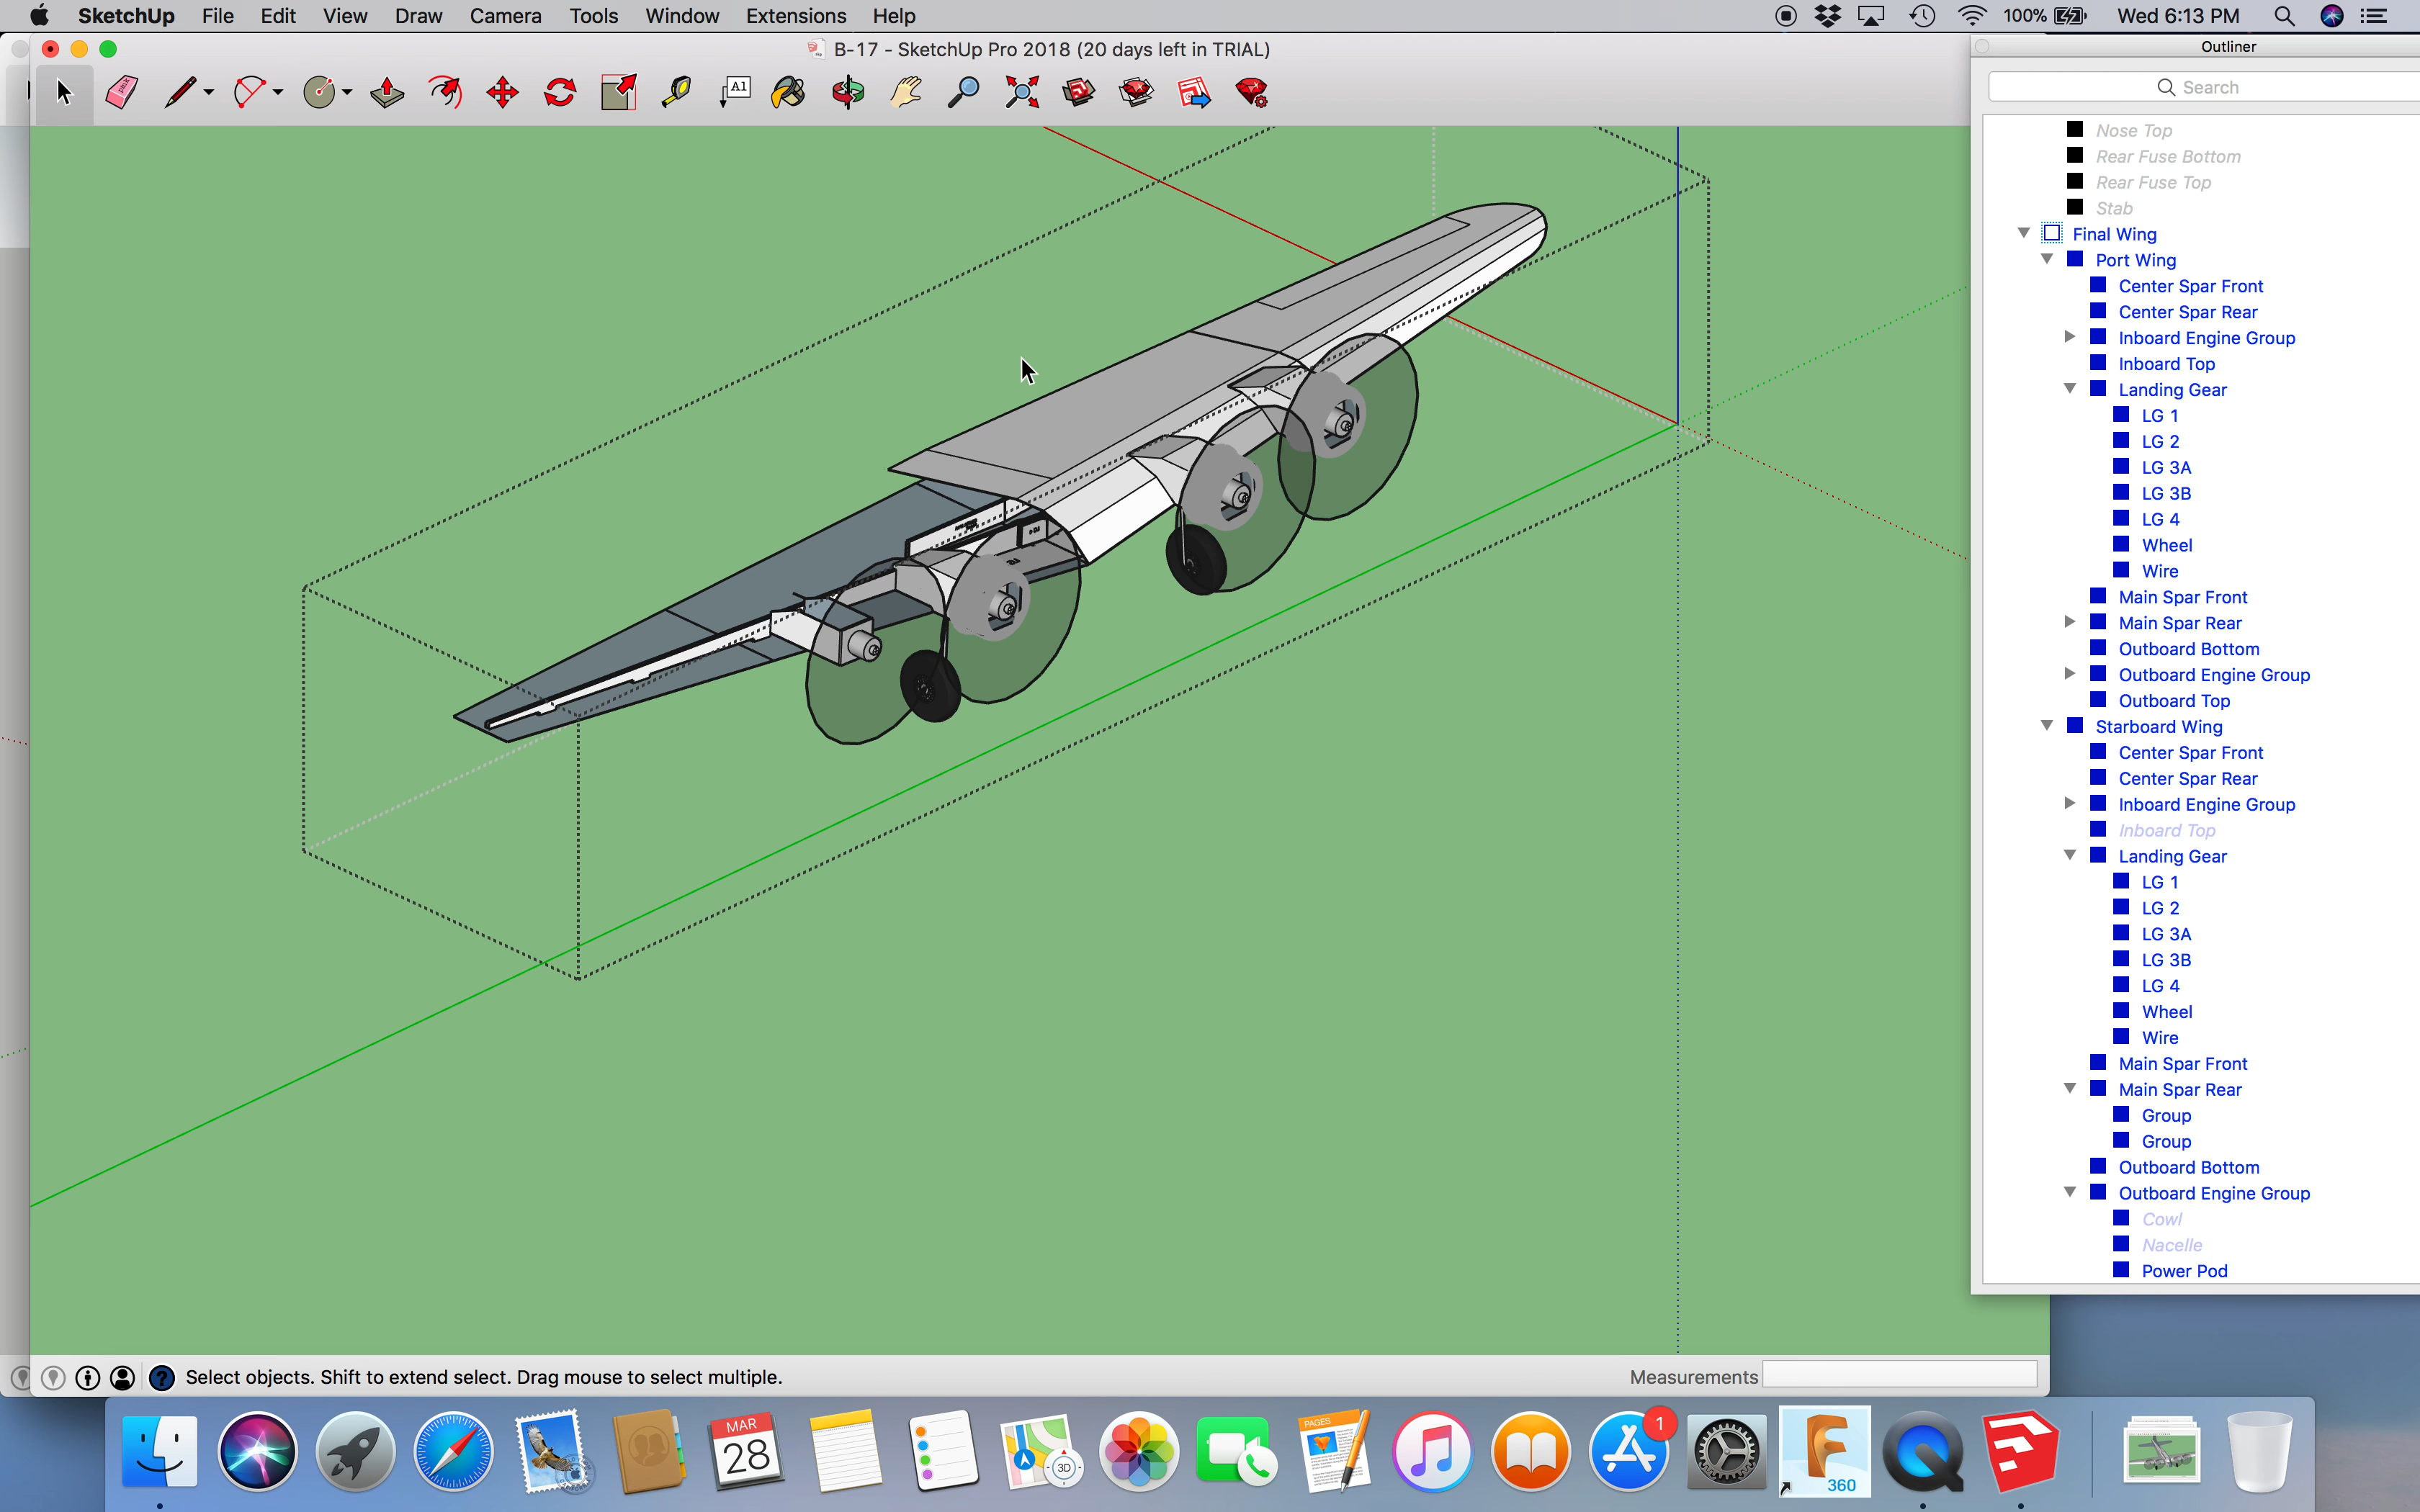 SketchUp File Edit View Draw Camera Tools Window Extensions Help 100% Wed 6:13 PM
B-17 - SketchUp Pro 2018 (20 days left in TRIAL)
A1
Outliner
Search
Nose Top
Rear Fuse Bottom
Rear Fuse Top
Stab
Final Wing
Port Wing
Center Spar Front
Center Spar Rear
Inboard Engine Group
Inboard Top
Landing Gear
LG 1
LG 2
LG 3A
LG 3B
LG 4
Wheel
Wire
Main Spar Front
Main Spar Rear
Outboard Bottom
Outboard Engine Group
Outboard Top
Starboard Wing
Center Spar Front
Center Spar Rear
Inboard Engine Group
Inboard Top
Landing Gear
LG 1
LG 2
LG 3A
LG 3B
LG 4
Wheel
Wire
Main Spar Front
Main Spar Rear
Group
Group
Outboard Bottom
Outboard Engine Group
Cowl
Nacelle
Power Pod
Select objects. Shift to extend select. Drag mouse to select multiple.
Measurements
MAR
28
3D
PAGES
1
360